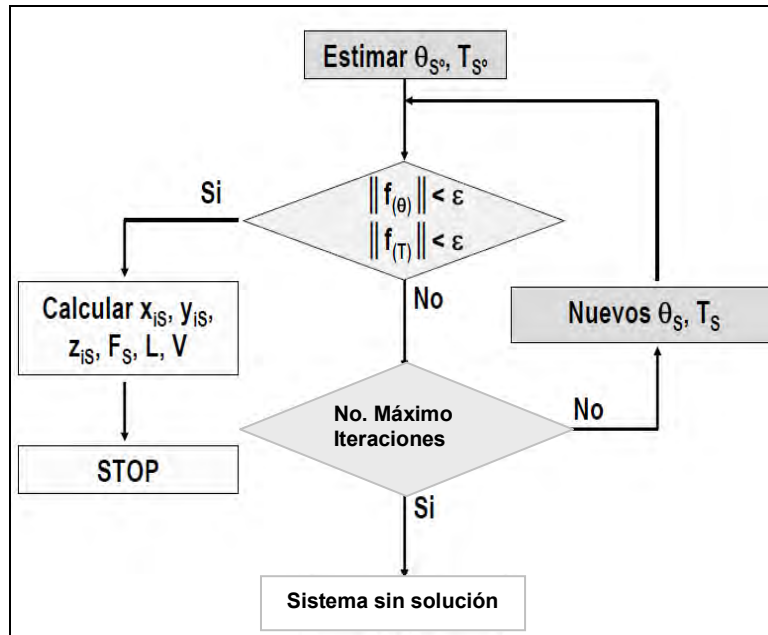 Estimar θS°, TS°
Si
‖f(θ)‖ < ε
‖f(T)‖ < ε
No
Calcular xiS, yiS,
ziS, FS, L, V
Nuevos θS, TS
No. Máximo
Iteraciones
No
STOP
Si
Sistema sin solución